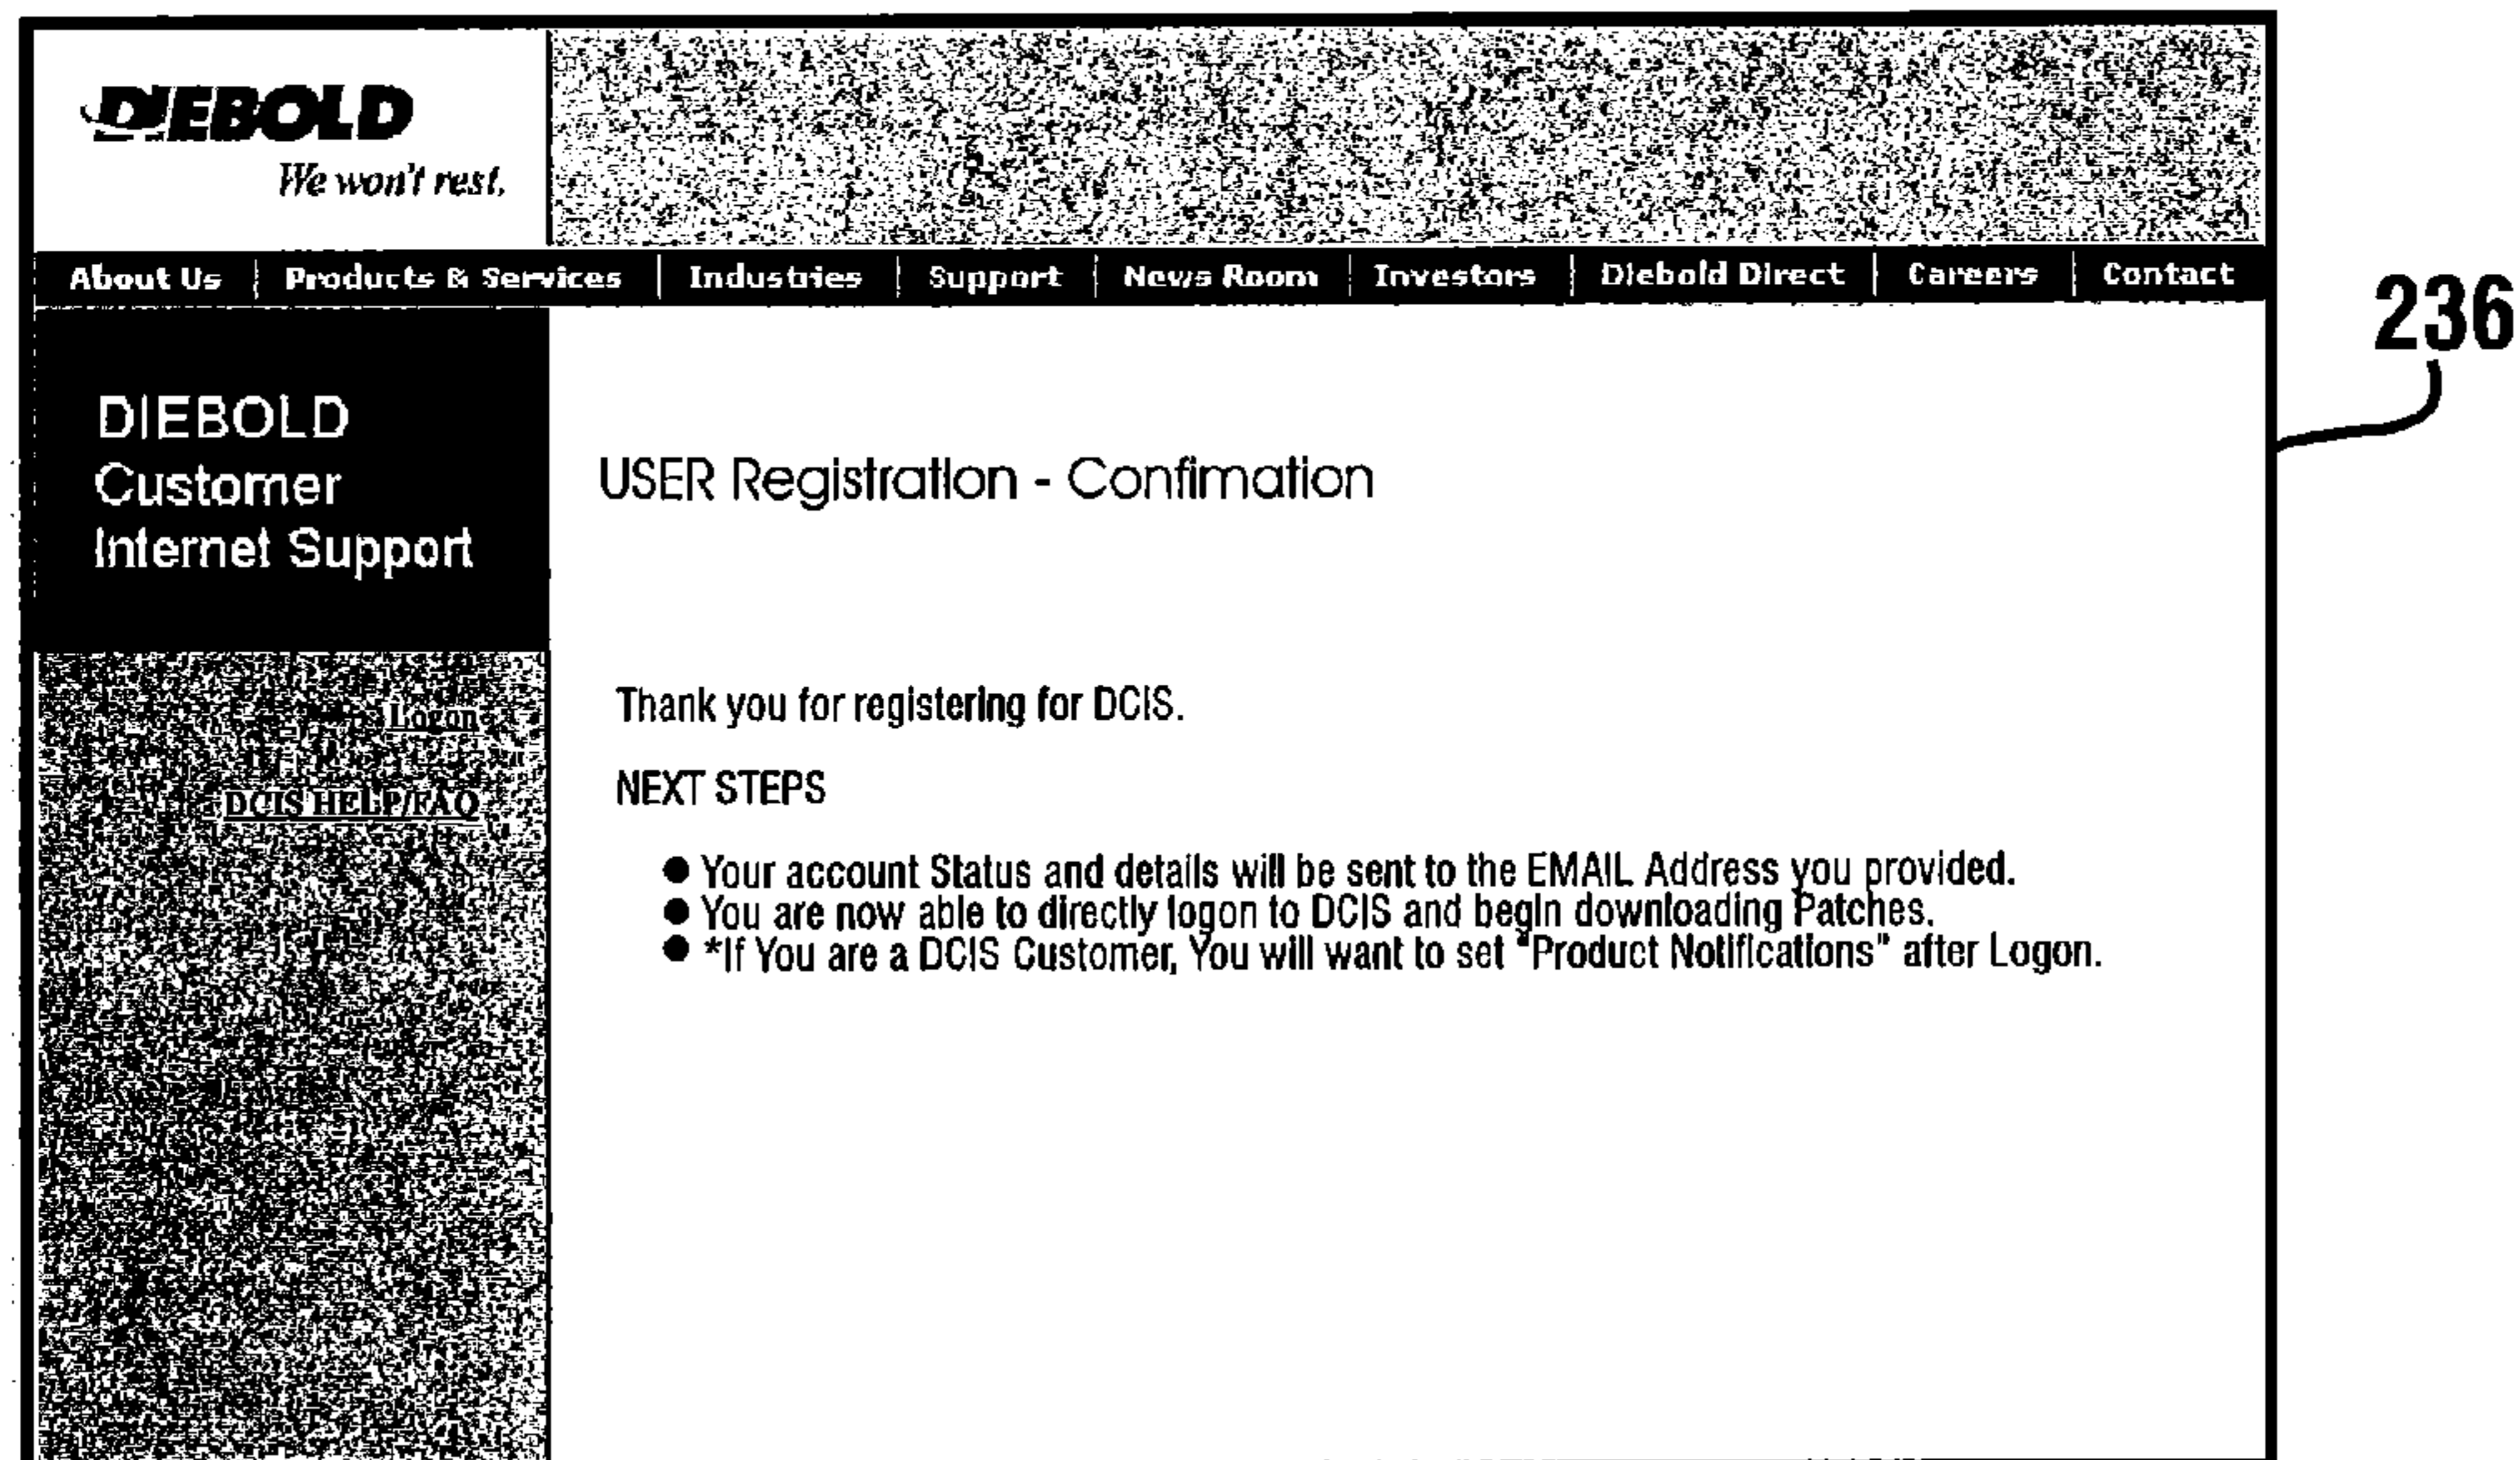 DIEBOLD
We won't rest.
About Us | Products & Services | Industries | Support | News Room | Investors | Diebold Direct | Careers | Contact
236
DIEBOLD
Customer
Internet Support
USER Registration - Confimation
Logon
DCIS HELP/FAQ
Thank you for registering for DCIS.
NEXT STEPS
● Your account Status and details will be sent to the EMAIL Address you provided.
● You are now able to directly logon to DCIS and begin downloading Patches.
● *If You are a DCIS Customer, You will want to set "Product Notifications" after Logon.